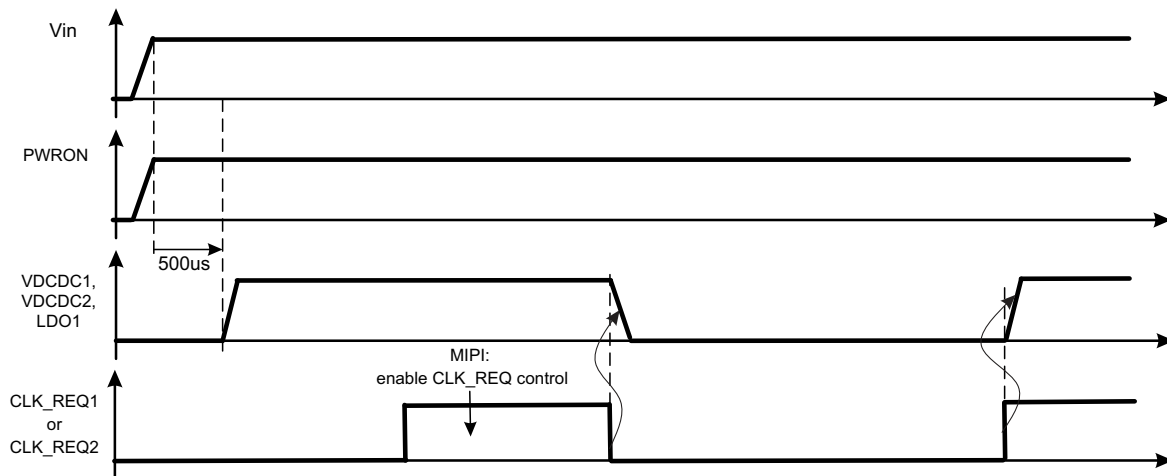 Vin
PWRON
500us
VDCDC1,
VDCDC2,
LDO1
MIPI:
enable CLK_REQ control
CLK_REQ1
or
CLK_REQ2